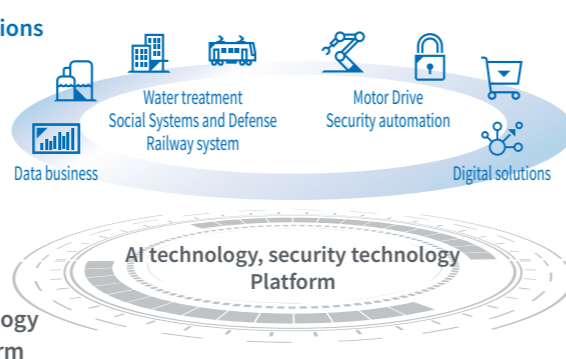 ions
Water treatment
Social Systems and Defense
Railway system
Motor Drive
Security automation
Data business
Digital solutions
AI technology, security technology
Platform
ogy
rm